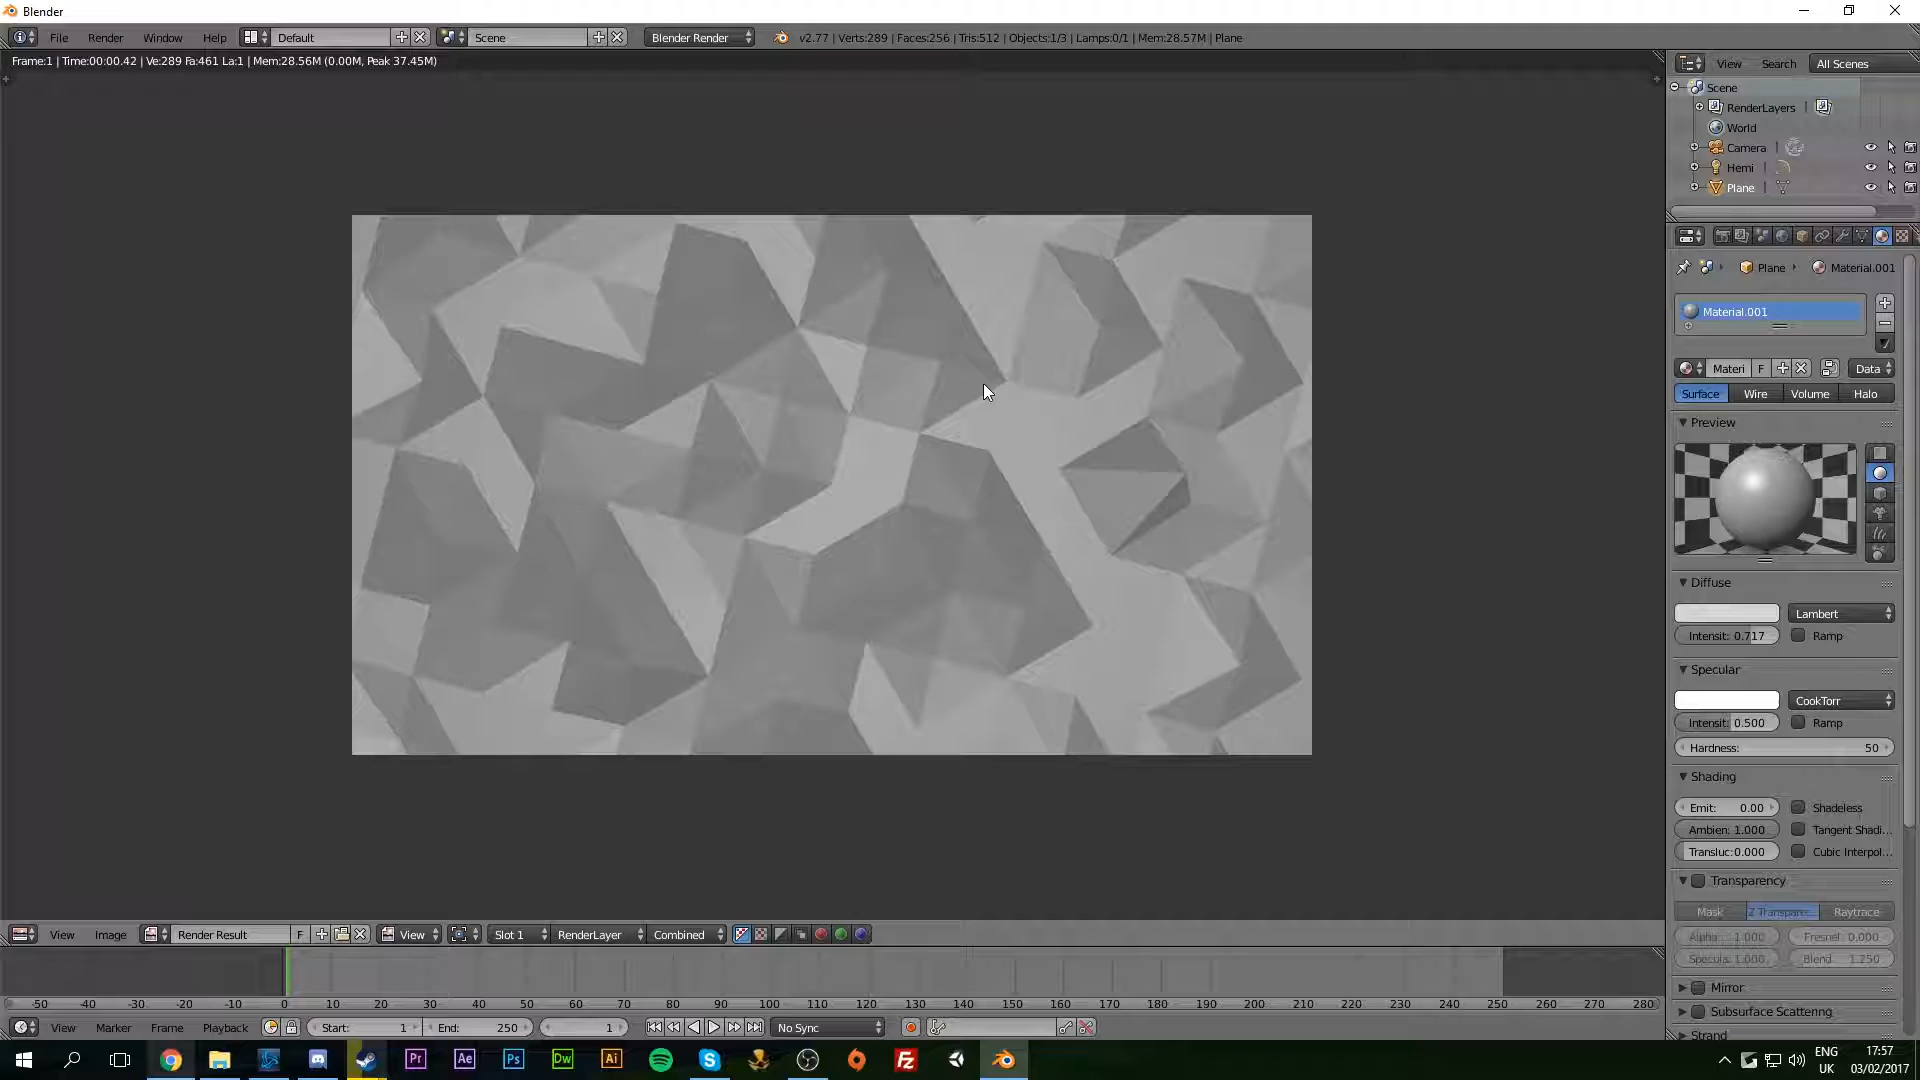 Blender
File Render Window Help Default Scene Blender Render v2.77 | Verts:289 | Faces:256 | Tris:512 | Objects:1/3 | Lamps:0/1 | Mem:28.57M | Plane
Frame:1 | Time:00:00.42 | Ve:289 Fa:461 La:1 | Mem:28.56M (0.00M, Peak 37.45M)
View Search All Scenes
Scene
RenderLayers
World
Camera
Hemi
Plane
Plane Material.001
Material.001
Materi F Data
Surface Wire Volume Halo
Preview
Diffuse
Lambert
Intensit: 0.717 Ramp
Specular
CookTorr
Intensit: 0.500 Ramp
Hardness: 50
Shading
Emit: 0.00 Shadeless
Ambien: 1.000 Tangent Shadi...
Transluc:0.000 Cubic Interpol...
Transparency
Mask Z Transpare... Raytrace
Alpha: 1.000 Fresnel: 0.000
Specula: 1.000 Blend: 1.250
Mirror
Subsurface Scattering
Strand
View Image Render Result F View Slot 1 RenderLayer Combined
-50 -40 -30 -20 -10 0 10 20 30 40 50 60 70 80 90 100 110 120 130 140 150 160 170 180 190 200 210 220 230 240 250 260 270 280
View Marker Frame Playback Start: 1 End: 250 1 No Sync
Pr Ae Ps Dw Ai Fz
ENG 17:57
UK 03/02/2017